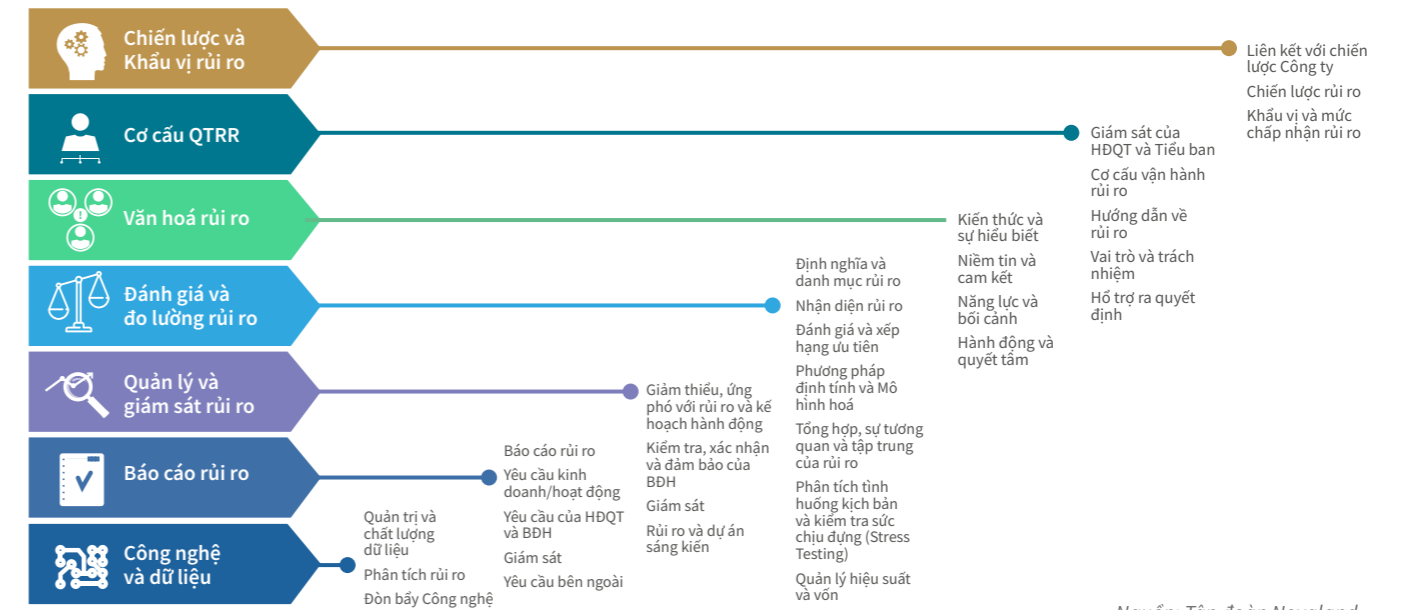 Chiến lược và
Khẩu vị rủi ro
Liên kết với chiến
lược Công ty
Chiến lược rủi ro
Khẩu vị và mức
chấp nhận rủi ro
Cơ cấu QTRR
Giám sát của
HĐQT và Tiểu ban
Cơ cấu vận hành
rủi ro
Hướng dẫn về
rủi ro
Vai trò và trách
nhiệm
Hổ trợ ra quyết
định
Văn hoá rủi ro
Kiến thức và
sự hiểu biết
Niềm tin và
cam kết
Năng lực và
bối cảnh
Hành động và
quyết tâm
Đánh giá và
đo lường rủi ro
Định nghĩa và
danh mục rủi ro
Nhận diện rủi ro
Đánh giá và xếp
hạng ưu tiên
Phương pháp
định tính và Mô
hình hoá
Tổng hợp, sự tương
quan và tập trung
của rủi ro
Phân tích tình
huống kịch bản
và kiểm tra sức
chịu đựng (Stress
Testing)
Quản lý hiệu suất
và vốn
Quản lý và
giám sát rủi ro
Giảm thiểu, ứng
phó với rủi ro và kế
hoạch hành động
Kiểm tra, xác nhận
và đảm bảo của
BĐH
Giám sát
Rủi ro và dự án
sáng kiến
Báo cáo rủi ro
Báo cáo rủi ro
Yêu cầu kinh
doanh/hoạt động
Yêu cầu của HĐQT
và BĐH
Giám sát
Yêu cầu bên ngoài
Công nghệ
và dữ liệu
Quản trị và
chất lượng
dữ liệu
Phân tích rủi ro
Đòn bẩy Công nghệ